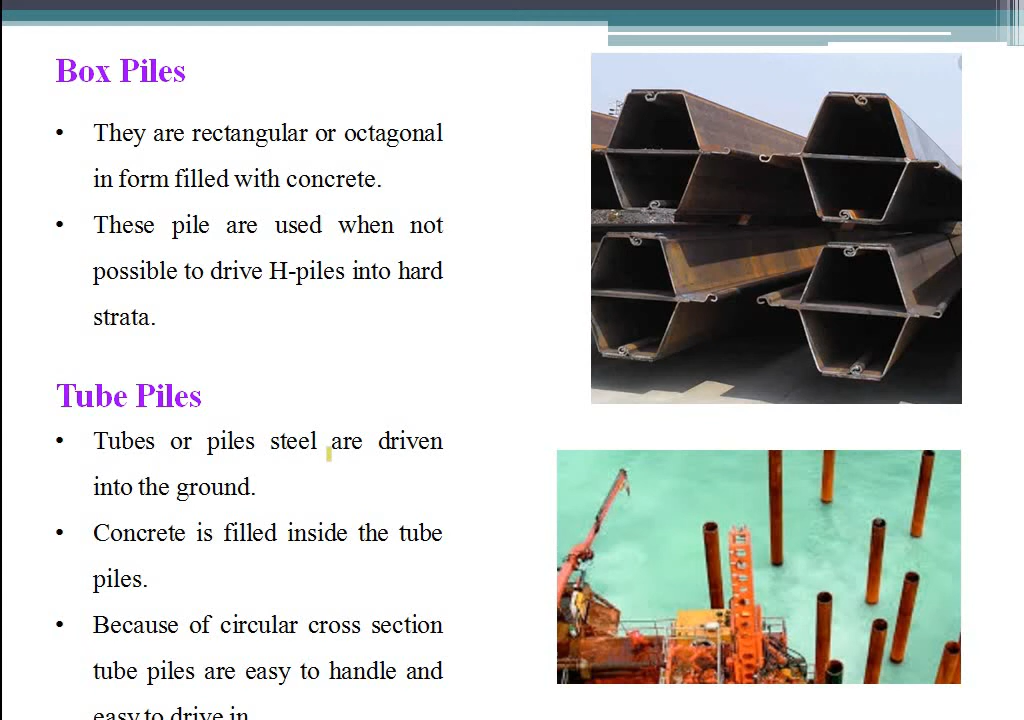 Box Piles
• They are rectangular or octagonal
in form filled with concrete.
• These pile are used when not
possible to drive H-piles into hard
strata.
Tube Piles
• Tubes or piles steel are driven
into the ground.
• Concrete is filled inside the tube
piles.
• Because of circular cross section
tube piles are easy to handle and
easy to drive in